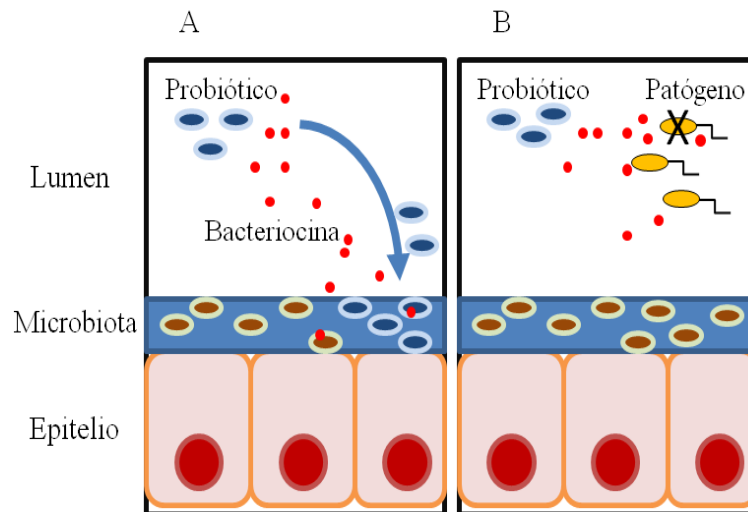 A
B
Probiótico
Probiótico
Patógeno
Lumen
Bacteriocina
Microbiota
Epitelio